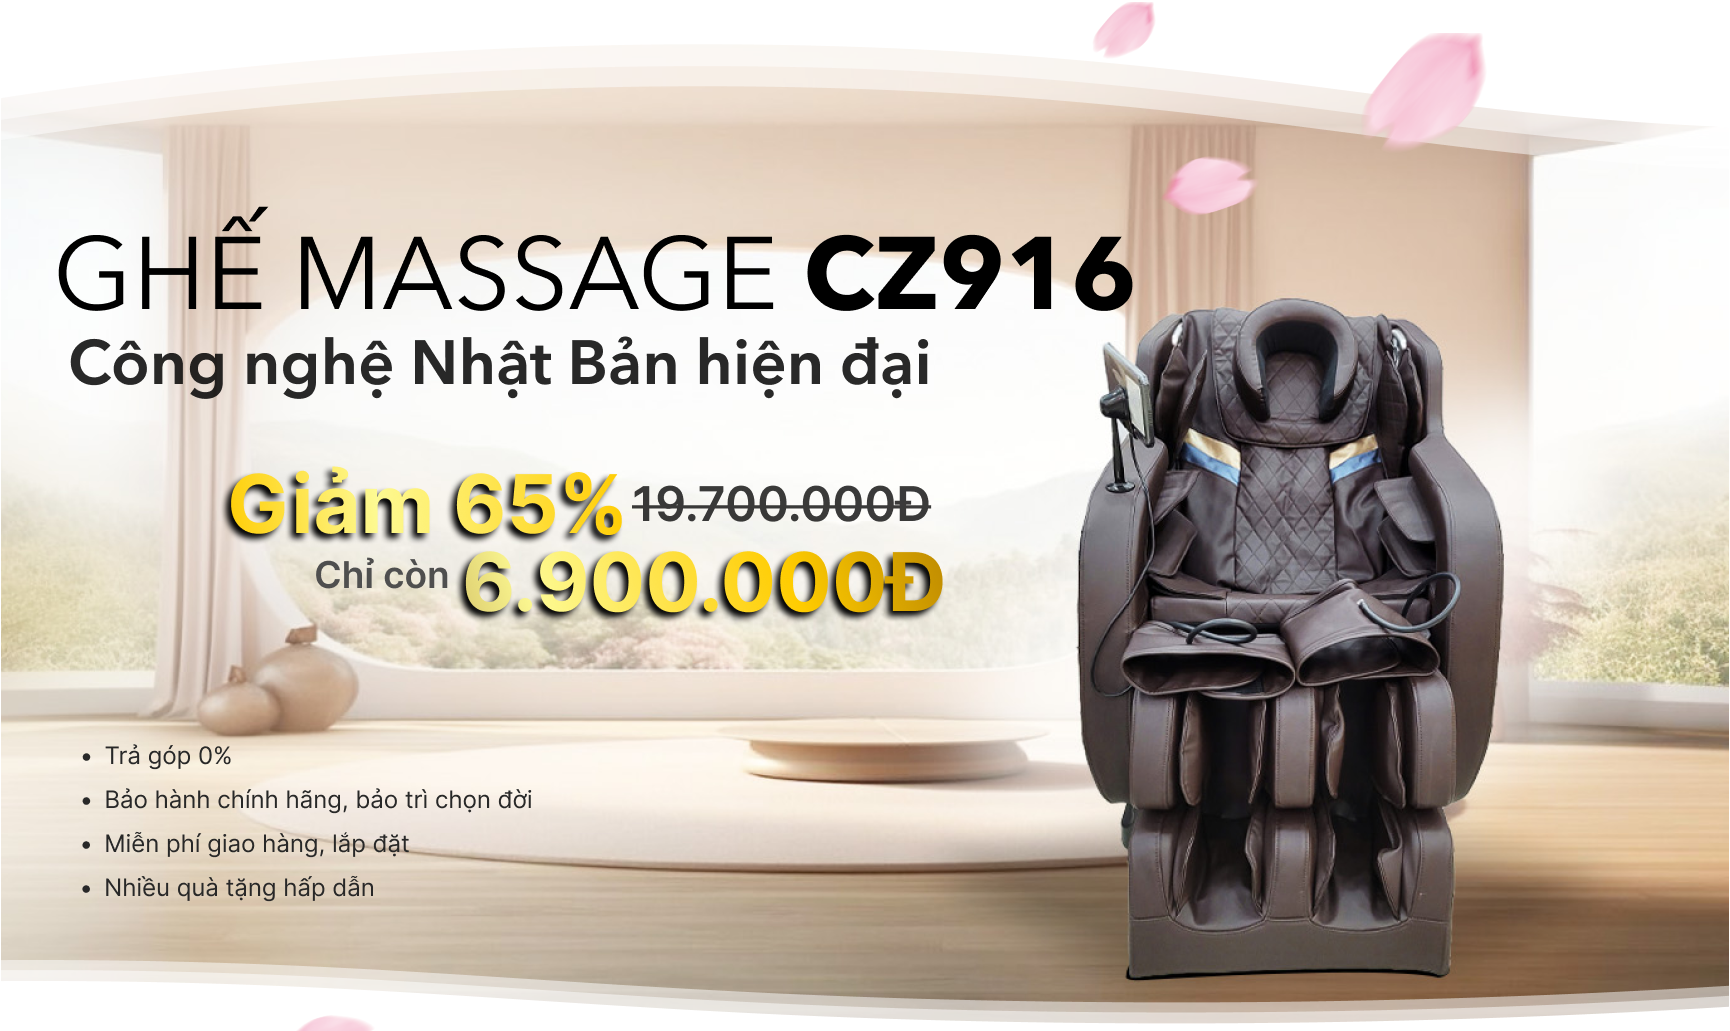 GHẾ MASSAGE CZ916
Công nghệ Nhật Bản hiện đại
Giảm 65% 19.700.000Đ
Chỉ còn 6.900.000Đ
• Trả góp 0%
• Bảo hành chính hãng, bảo trì chọn đời
• Miễn phí giao hàng, lắp đặt
• Nhiều quà tặng hấp dẫn